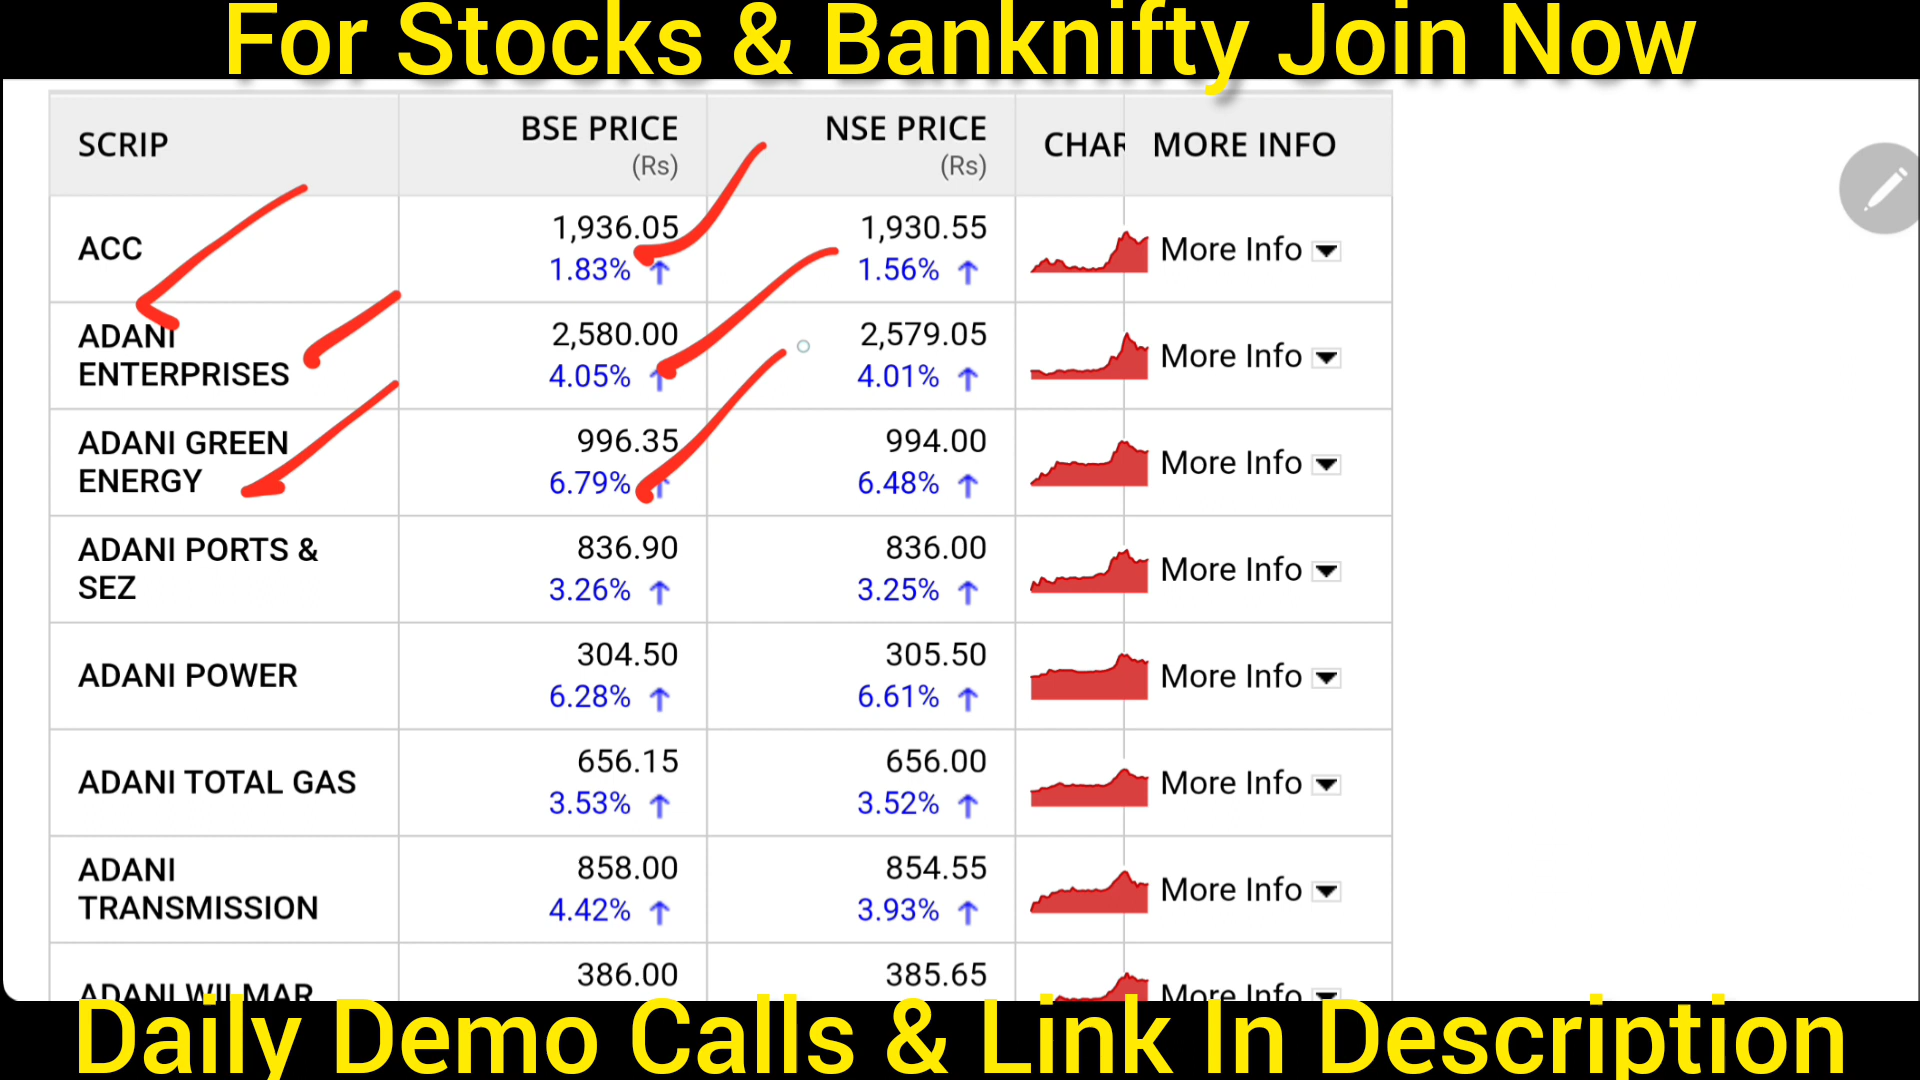 For Stocks & Banknifty Join Now
SCRIP BSE PRICE (Rs) NSE PRICE (Rs) CHAR MORE INFO
ACC 1,936.05 1,930.55 More Info
1.83% ↑ 1.56% ↑
ADANI ENTERPRISES 2,580.00 2,579.05 More Info
4.05% ↑ 4.01% ↑
ADANI GREEN ENERGY 996.35 994.00 More Info
6.79% ↑ 6.48% ↑
ADANI PORTS & SEZ 836.90 836.00 More Info
3.26% ↑ 3.25% ↑
ADANI POWER 304.50 305.50 More Info
6.28% ↑ 6.61% ↑
ADANI TOTAL GAS 656.15 656.00 More Info
3.53% ↑ 3.52% ↑
ADANI TRANSMISSION 858.00 854.55 More Info
4.42% ↑ 3.93% ↑
ADANI WILMAR 386.00 385.65 More Info
Daily Demo Calls & Link In Description